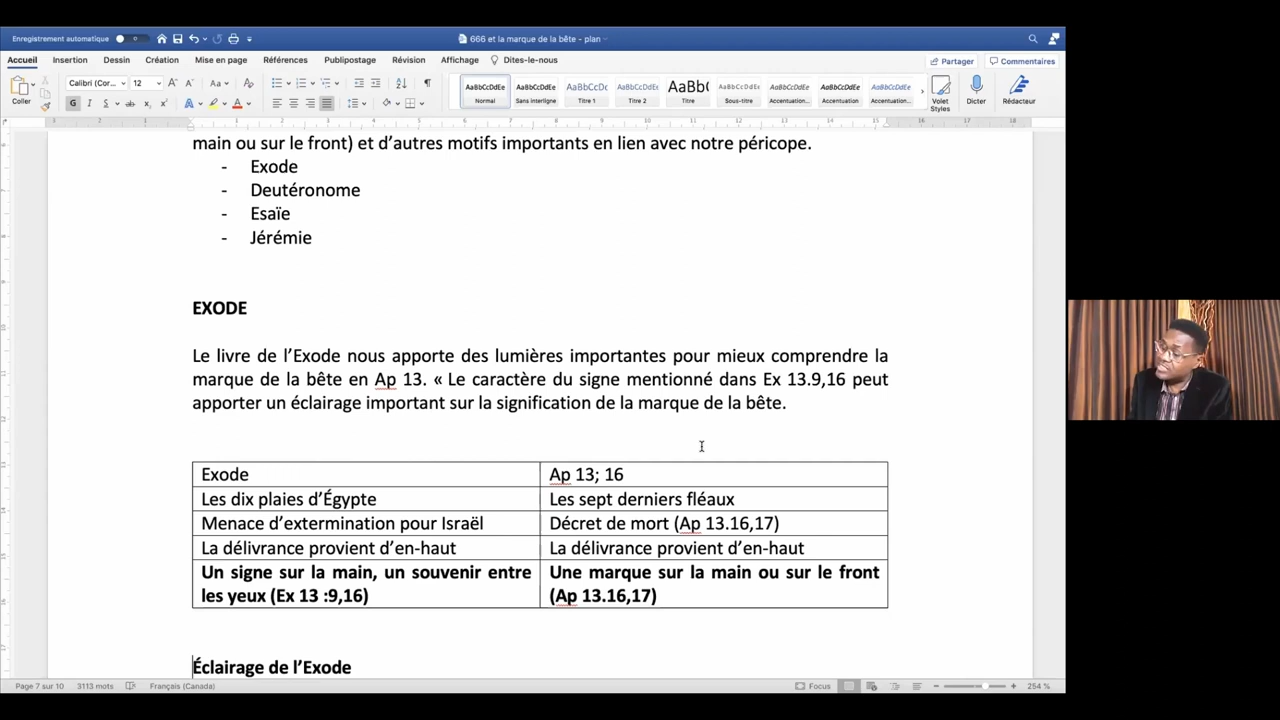 Enregistrement automatique
666 et la marque de la bête - plan
Accueil Insertion Dessin Création Mise en page Références Publipostage Révision Affichage Dites-le-nous Partager Commentaires
Coller
Calibri (Cor... 12
G I S ab x x
AaBbCcDdEe AaBbCcDdEe AaBbCcDc AaBbCcDdEe AaBb( AaBbCcDdEe AaBbCcDdEe AaBbCcDdEe AaBbCcDdEe
Normal Sans interligne Titre 1 Titre 2 Titre Sous-titre Accentuation... Accentuation Accentuation...
Volet Styles
Dicter
Rédacteur
main ou sur le front) et d’autres motifs importants en lien avec notre péricope.
- Exode
- Deutéronome
- Esaïe
- Jérémie
EXODE
Le livre de l’Exode nous apporte des lumières importantes pour mieux comprendre la
marque de la bête en Ap 13. « Le caractère du signe mentionné dans Ex 13.9,16 peut
apporter un éclairage important sur la signification de la marque de la bête.
Exode Ap 13; 16
Les dix plaies d’Égypte Les sept derniers fléaux
Menace d’extermination pour Israël Décret de mort (Ap 13.16,17)
La délivrance provient d’en-haut La délivrance provient d’en-haut
Un signe sur la main, un souvenir entre
les yeux (Ex 13 :9,16)
Une marque sur la main ou sur le front
(Ap 13.16,17)
Éclairage de l’Exode
Page 7 sur 10 3113 mots Français (Canada) Focus 254 %